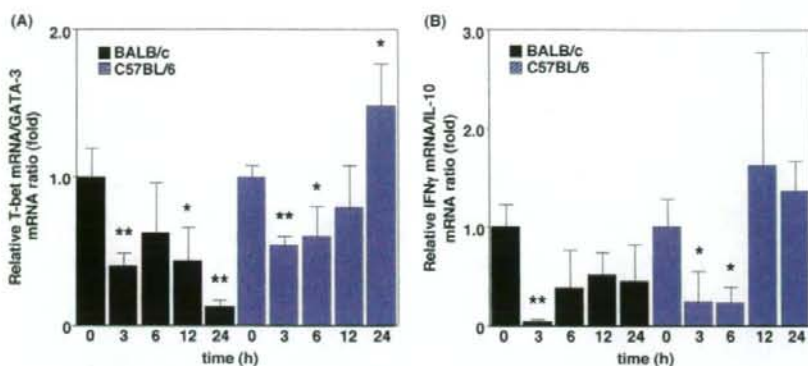 (A)
Relative T-bet mRNA/GATA-3
mRNA ratio (fold)
2.0
1.0
0
BALB/c
C57BL/6
**
*
**
**
*
*
0 3 6 12 24 0 3 6 12 24
time (h)
(B)
Relative IFNγ mRNA/IL-10
mRNA ratio (fold)
3.0
2.0
1.0
0
BALB/c
C57BL/6
**
*
*
0 3 6 12 24 0 3 6 12 24
time (h)